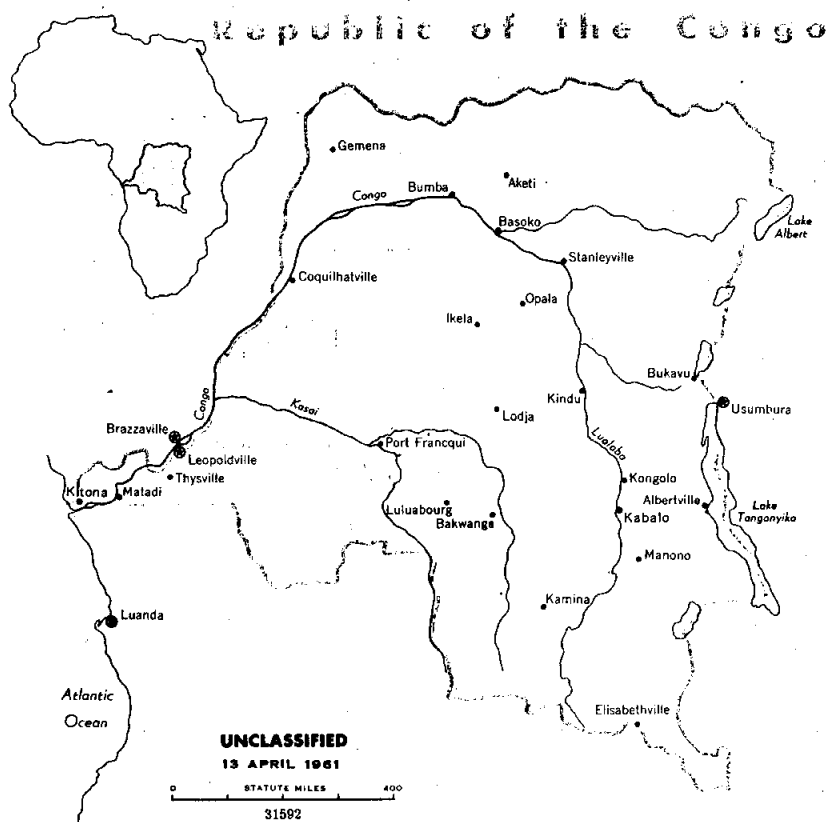 Republic of the Congo
Gemena
Congo
Bumba
Aketi
Basoko
Lake
Albert
Stanleyville
Coquilhatville
Opala
Ikela
Bukavu
Kindu
Usumbura
Congo
Kasai
Lodja
Brazzaville
Port Francqui
Lualaba
Leopoldville
Thysville
Kitona
Matadi
Kongolo
Luluabourg
Albertville
Bakwanga
Kabalo
Lake
Tanganyika
Manono
Kamina
Luanda
Atlantic
Ocean
Elisabethville
UNCLASSIFIED
13 APRIL 1961
0 STATUTE MILES 400
31592